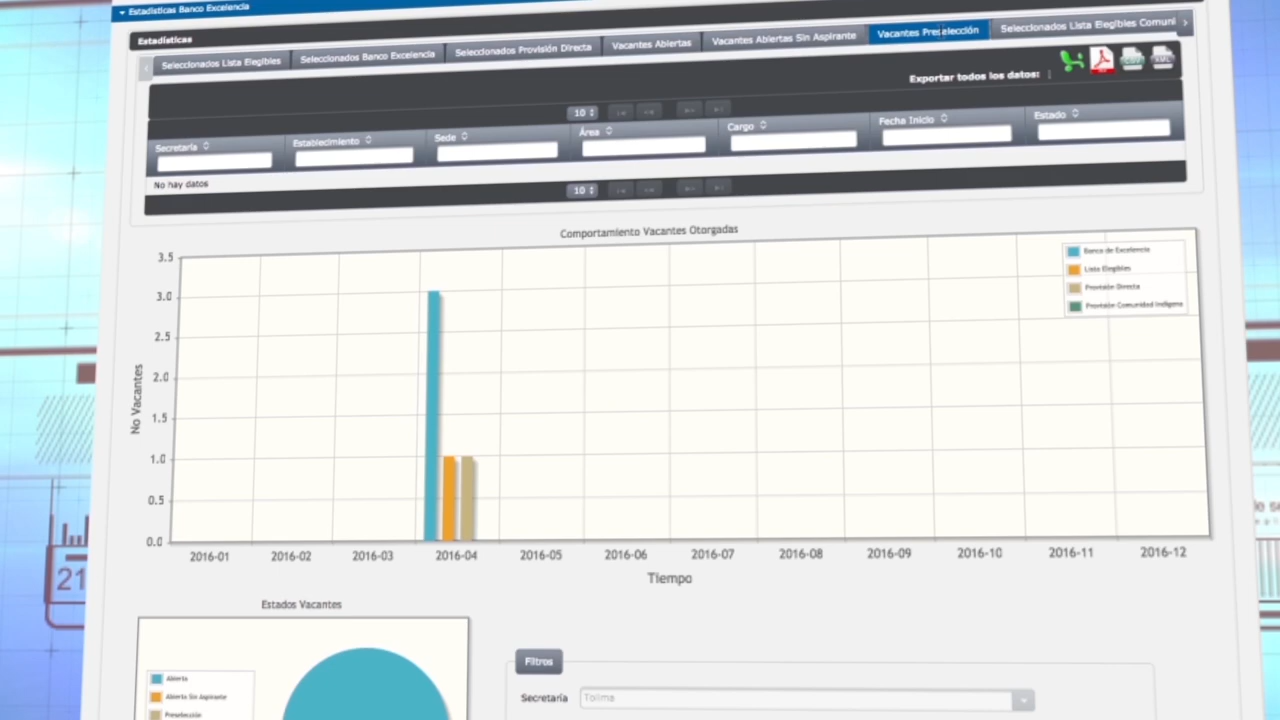 Estadísticas Banco Excelencia
Estadísticas
Seleccionados Lista Elegibles
Seleccionados Banco Excelencia
Seleccionados Provisión Directa
Vacantes Abiertas
Vacantes Abiertas Sin Aspirante
Vacantes Preselección
Seleccionados Lista Elegibles Comuni
Exportar todos los datos:
CSV
XML
10
Secretaría
Establecimiento
Sede
Área
Cargo
Fecha Inicio
Estado
No hay datos
10
Comportamiento Vacantes Otorgadas
Banco de Excelencia
Lista Elegibles
Provisión Directa
Provisión Comunidad Indígena
No Vacantes
3.5
3.0
2.5
2.0
1.5
1.0
0.5
0.0
2016-01 2016-02 2016-03 2016-04 2016-05 2016-06 2016-07 2016-08 2016-09 2016-10 2016-11 2016-12
Tiempo
21
Estados Vacantes
Abierta
Abierta Sin Aspirante
Preselección
Filtros
Secretaría
Tolima